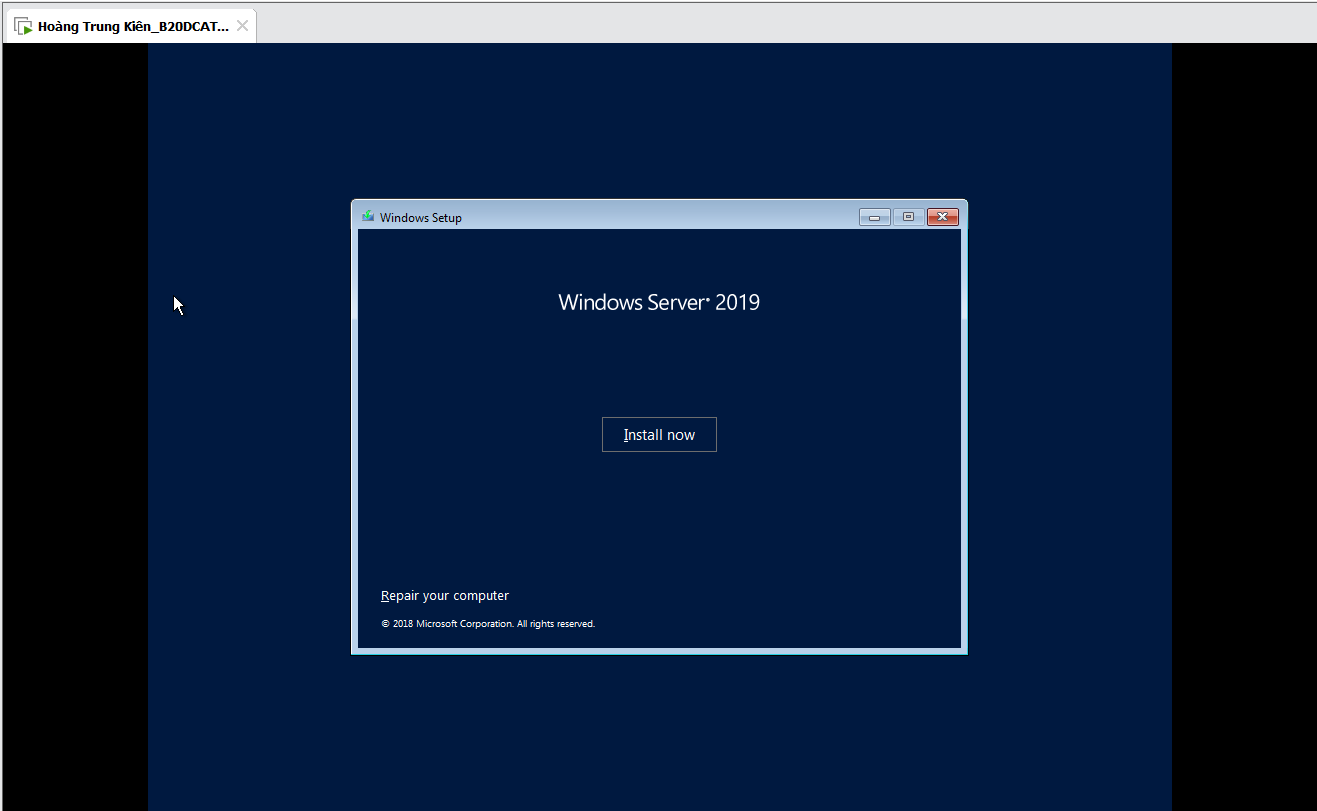 Hoàng Trung Kiên_B20DCAT...
Windows Setup
Windows Server® 2019
Install now
Repair your computer
© 2018 Microsoft Corporation. All rights reserved.